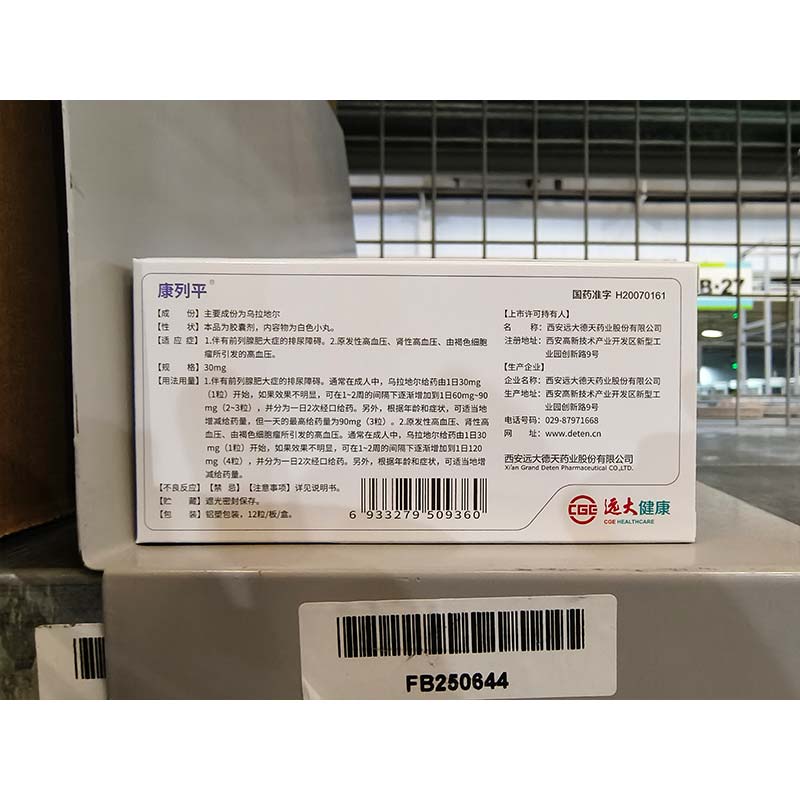 康列平®
国药准字 H20070161
【成 份】主要成份为乌拉地尔
【性 状】本品为胶囊剂，内容物为白色小丸。
【适 应 症】1.伴有前列腺肥大症的排尿障碍。2.原发性高血压、肾性高血压、由褐色细胞
瘤所引发的高血压。
【规 格】30mg
【用法用量】1.伴有前列腺肥大症的排尿障碍。通常在成人中，乌拉地尔给药由1日30mg
（1粒）开始，如果效果不明显，可在1~2周的间隔下逐渐增加到1日60mg~90
mg（2~3粒），并分为一日2次经口给药。另外，根据年龄和症状，可适当地
增减给药量，但一天的最高给药量为90mg（3粒）。2.原发性高血压、肾性高
血压、由褐色细胞瘤所引发的高血压。通常在成人中，乌拉地尔给药由1日30
mg（1粒）开始，如果效果不明显，可在1~2周的间隔下逐渐增加到1日120
mg（4粒），并分为一日2次经口给药。另外，根据年龄和症状，可适当地增
减给药量。
【不良反应】【禁 忌】【注意事项】详见说明书。
【贮 藏】遮光密封保存。
【包 装】铝塑包装，12粒/板/盒。
6 933279 509360
【上市许可持有人】
名 称：西安远大德天药业股份有限公司
注册地址：西安高新技术产业开发区新型工
业园创新路9号
【生产企业】
企业名称：西安远大德天药业股份有限公司
生产地址：西安高新技术产业开发区新型工
业园创新路9号
电话号码：029-87971668
网 址：www.deten.cn
西安远大德天药业股份有限公司
Xi'an Grand Deten Pharmaceutical CO.,LTD.
CGE 远大健康
CGE HEALTHCARE
B·27
FB250644